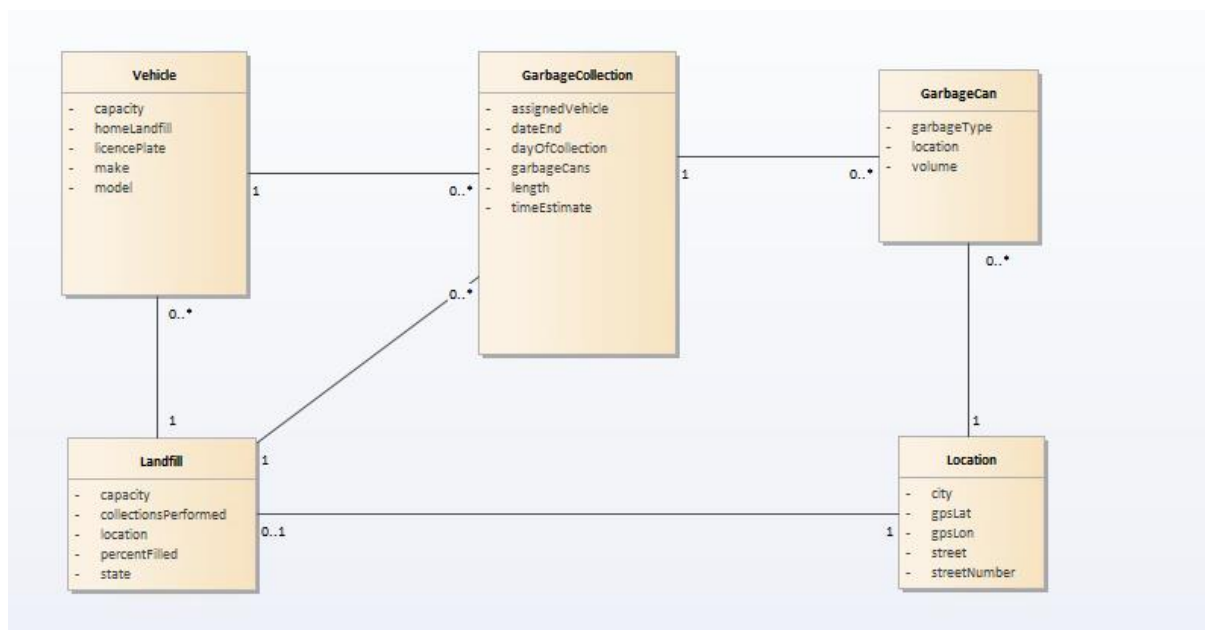 Vehicle
- capacity
- homeLandfill
- licencePlate
- make
- model
GarbageCollection
- assignedVehicle
- dateEnd
- dayOfCollection
- garbageCans
- length
- timeEstimate
GarbageCan
- garbageType
- location
- volume
1
0..*
1
0..*
0..*
0..*
0..*
1
1
Landfill
- capacity
- collectionsPerformed
- location
- percentFilled
- state
1
0..1
1
Location
- city
- gpsLat
- gpsLon
- street
- streetNumber